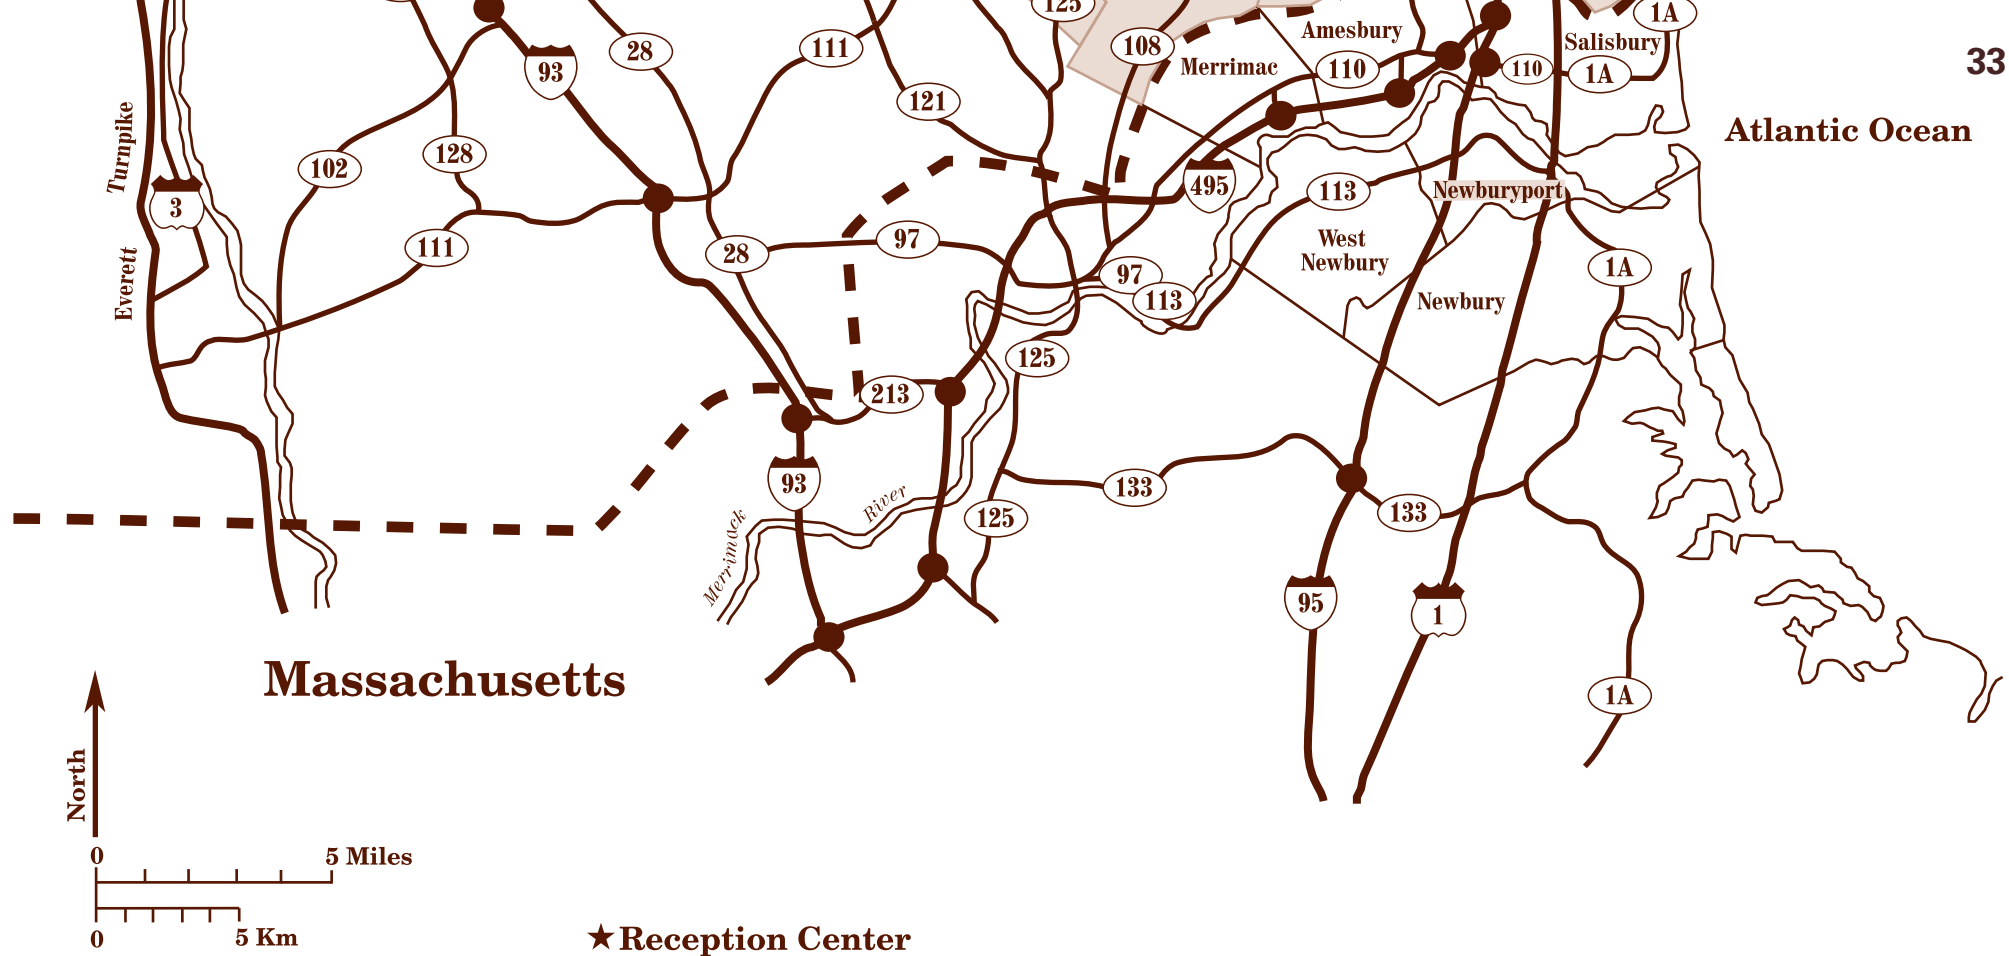 125
1A
Amesbury
Salisbury
28
111
108
33
93
Merrimac
110
110
1A
121
Atlantic Ocean
Turnpike
102
128
3
495
113
Newburyport
111
28
97
West
Newbury
1A
Everett
97
113
Newbury
125
213
93
133
River
125
133
Merrimack
95
1
Massachusetts
1A
North
0
5 Miles
0
5 Km
★Reception Center